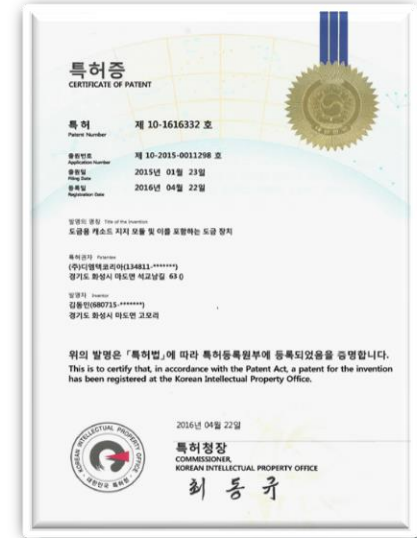 특허증
CERTIFICATE OF PATENT
특 허 제 10-1616332 호
Patent Number
출원번호 제 10-2015-0011298 호
Application Number
출원일 2015년 01월 23일
Filing Date
등록일 2016년 04월 22일
Registration Date
발명의 명칭 Title of the Invention
도금용 캐소드 지지 모듈 및 이를 포함하는 도금 장치
특허권자 Patentee
(주)디엠텍코리아(134811-*******)
경기도 화성시 마도면 석교남길 63 ()
발명자 Inventor
김동민(680715-*******)
경기도 화성시 마도면 고모리
위의 발명은 「특허법」에 따라 특허등록원부에 등록되었음을 증명합니다.
This is to certify that, in accordance with the Patent Act, a patent for the invention
has been registered at the Korean Intellectual Property Office.
2016년 04월 22일
특허청장
COMMISSIONER,
KOREAN INTELLECTUAL PROPERTY OFFICE
최동규
KOREAN INTELLECTUAL PROPERTY OFFICE
대한민국 특허청